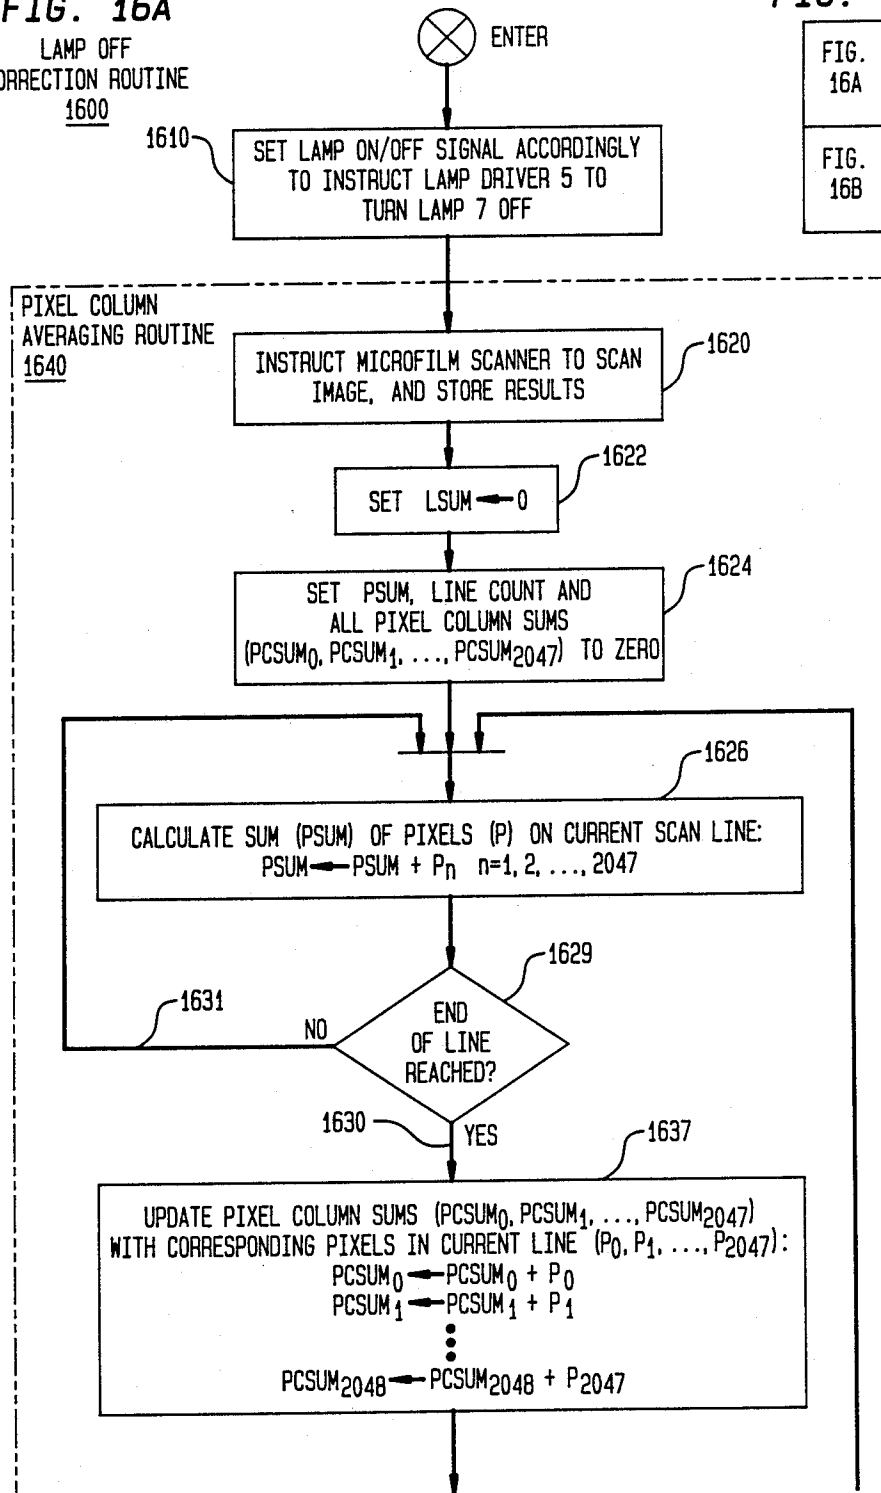 FIG. 16A
LAMP OFF
ORRECTION ROUTINE
1600
ENTER
FIG.
16A
FIG.
16B
1610
SET LAMP ON/OFF SIGNAL ACCORDINGLY
TO INSTRUCT LAMP DRIVER 5 TO
TURN LAMP 7 OFF
PIXEL COLUMN
AVERAGING ROUTINE
1640
1620
INSTRUCT MICROFILM SCANNER TO SCAN
IMAGE, AND STORE RESULTS
1622
SET LSUM ← 0
1624
SET PSUM, LINE COUNT AND
ALL PIXEL COLUMN SUMS
(PCSUM₀, PCSUM₁, ..., PCSUM₂₀₄₇) TO ZERO
1626
CALCULATE SUM (PSUM) OF PIXELS (P) ON CURRENT SCAN LINE:
PSUM ← PSUM + Pₙ n=1, 2, ..., 2047
1629
END
OF LINE
REACHED?
NO
1631
1630
YES
1637
UPDATE PIXEL COLUMN SUMS (PCSUM₀, PCSUM₁, ..., PCSUM₂₀₄₇)
WITH CORRESPONDING PIXELS IN CURRENT LINE (P₀, P₁, ..., P₂₀₄₇):
PCSUM₀ ← PCSUM₀ + P₀
PCSUM₁ ← PCSUM₁ + P₁
⋮
PCSUM₂₀₄₈ ← PCSUM₂₀₄₈ + P₂₀₄₇